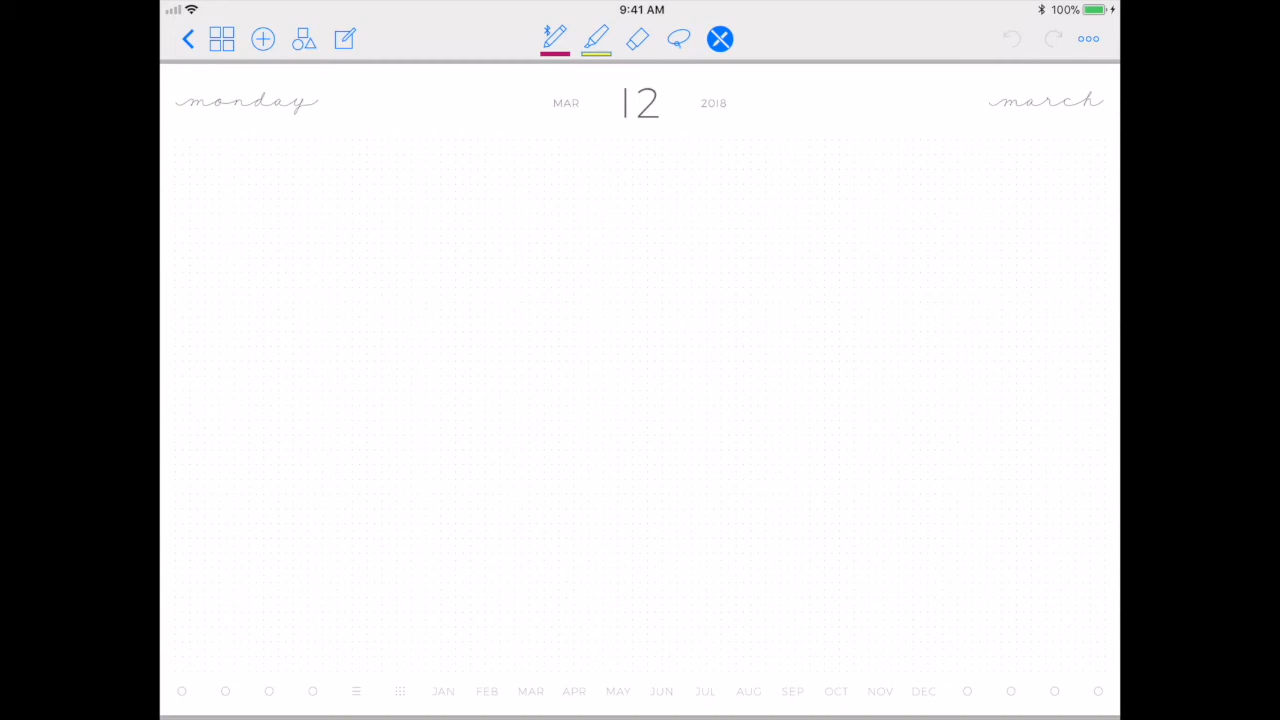 9:41 AM 100%
monday MAR 12 2018 march
JAN FEB MAR APR MAY JUN JUL AUG SEP OCT NOV DEC